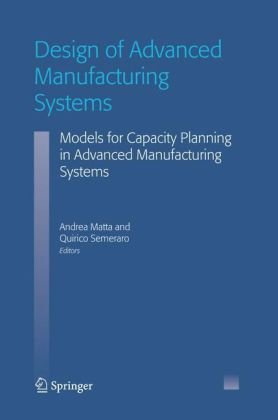 Design of Advanced
Manufacturing
Systems
Models for Capacity Planning
in Advanced Manufacturing
Systems
Andrea Matta and
Quirico Semeraro
Editors
Springer